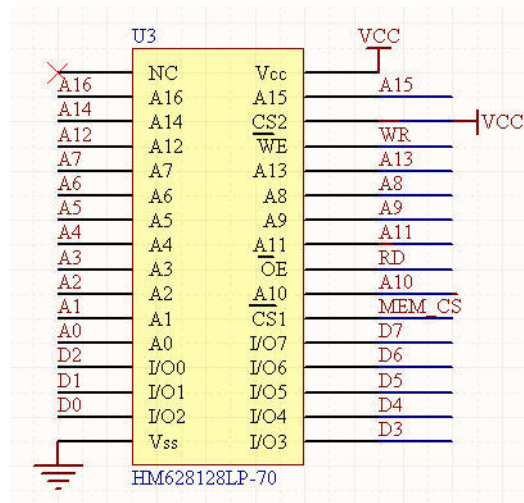 U3
VCC
NC Vcc
A16 A16 A15 A15
A14 A14 CS2 VCC
A12 A12 WE WR
A7 A7 A13 A13
A6 A6 A8 A8
A5 A5 A9 A9
A4 A4 A11 A11
A3 A3 OE RD
A2 A2 A10 A10
A1 A1 CS1 MEM_CS
A0 A0 I/O7 D7
D2 I/O0 I/O6 D6
D1 I/O1 I/O5 D5
D0 I/O2 I/O4 D4
Vss I/O3 D3
HM628128LP-70